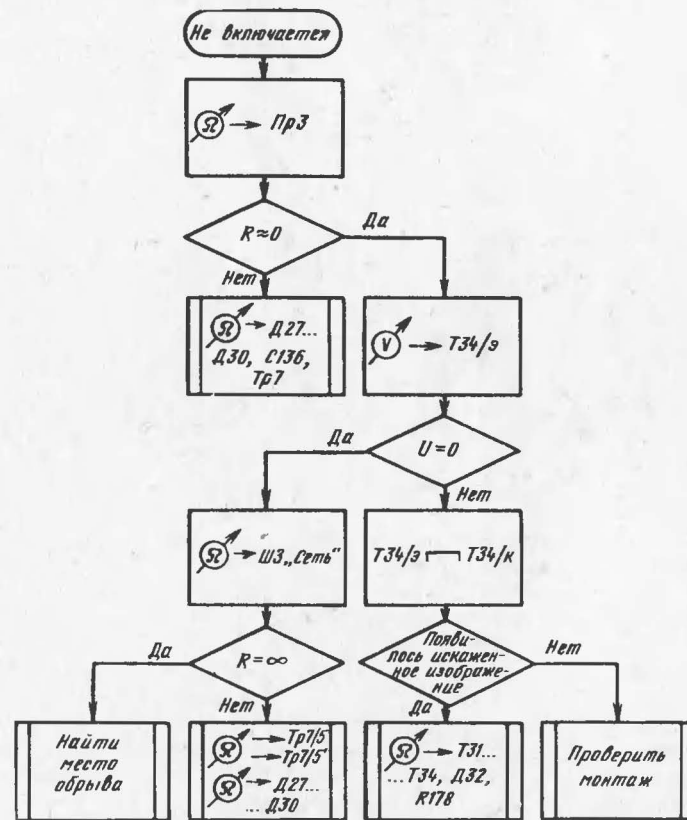 Не включается
Ω → Пр3
R≈0
Да
Нет
Ω → Д27...
Д30, С136,
Тр7
V → Т34/э
Да
U=0
Нет
Ω → Ш3 „Сеть"
Т34/э Т34/к
Да
R=∞
Нет
Появи-
лось искажен-
ное изображе-
ние
Да
Нет
Найти
место
обрыва
Ω → Тр7/5
→ Тр7/5'
Ω → Д27...
... Д30
Ω → Т31...
...Т34, Д32,
R178
Проверить
монтаж